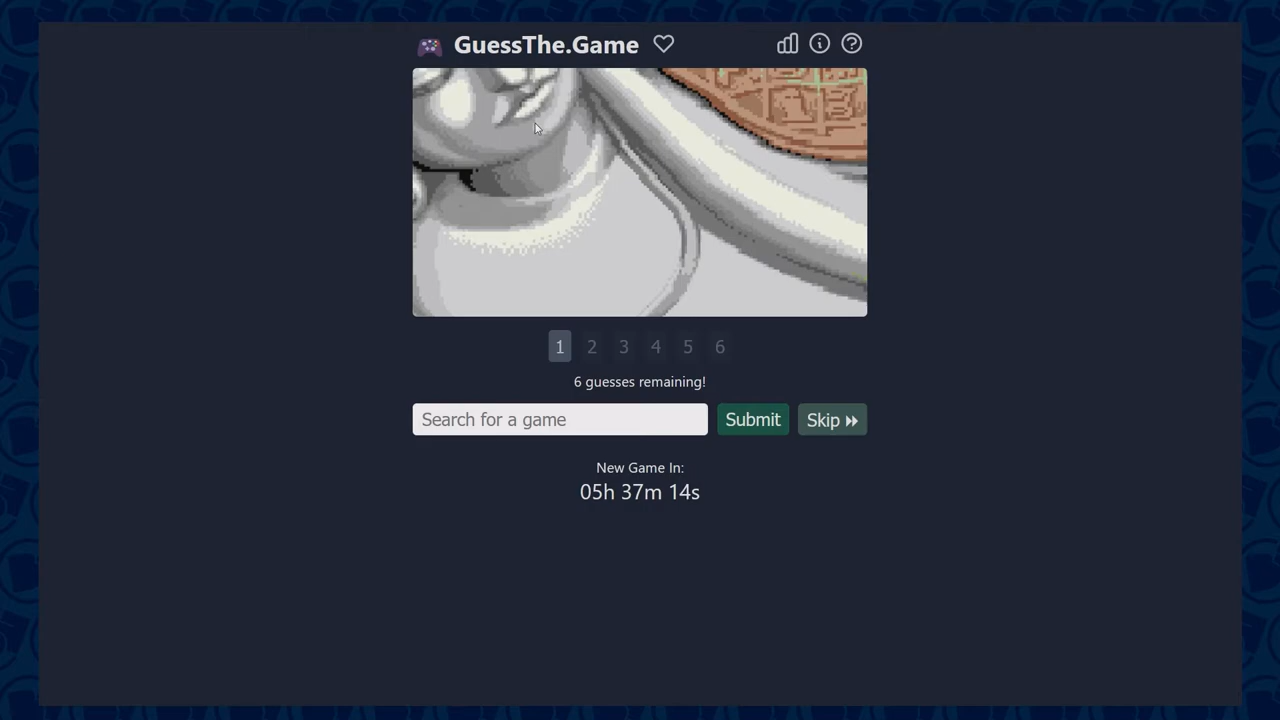 GuessThe.Game
1 2 3 4 5 6
6 guesses remaining!
Search for a game Submit Skip
New Game In:
05h 37m 14s